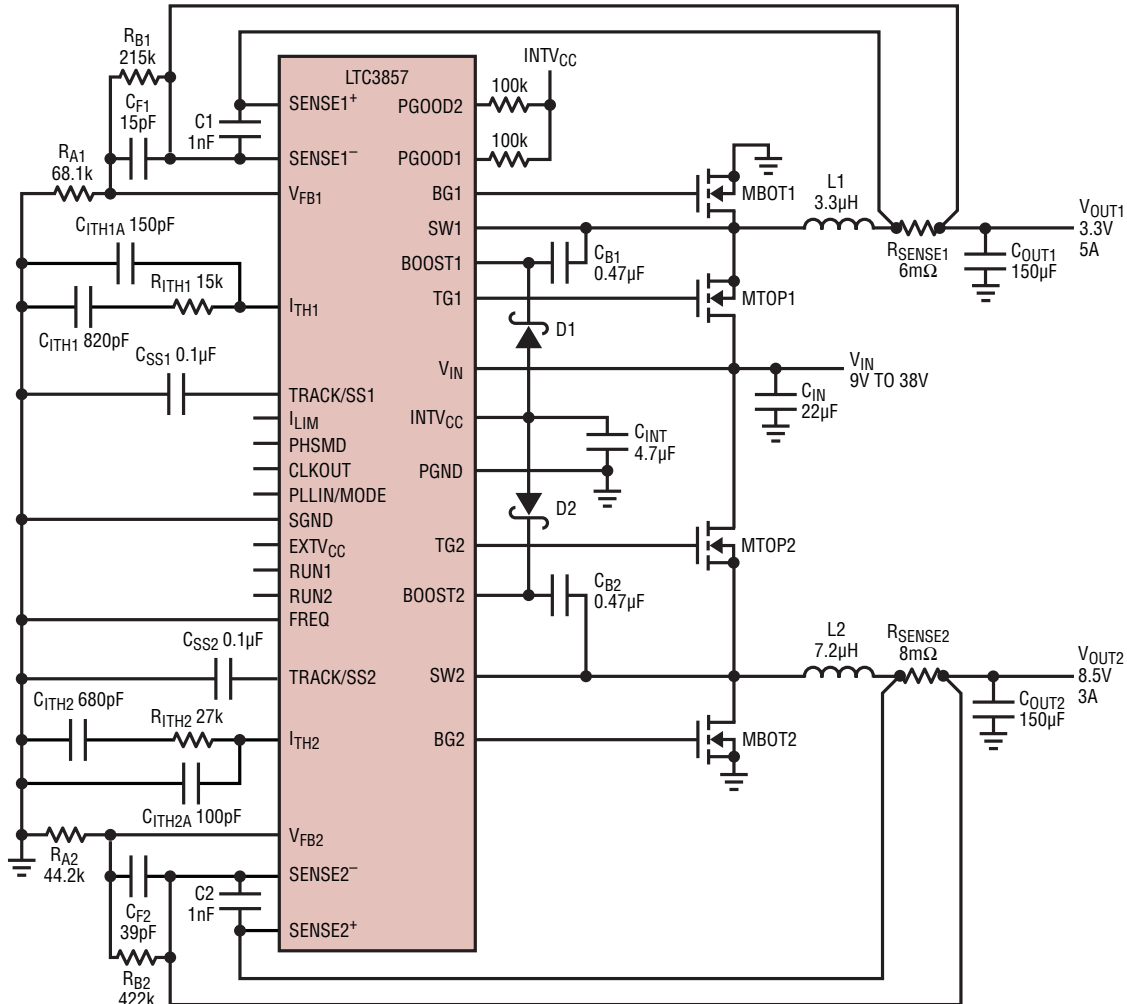 RB1
215k
CF1
15pF
RA1
68.1k
C1
1nF
CITH1A 150pF
RITH1 15k
CITH1 820pF
CSS1 0.1µF
LTC3857
SENSE1+
SENSE1−
VFB1
ITH1
TRACK/SS1
ILIM
PHSMD
CLKOUT
PLLIN/MODE
SGND
EXTVCC
RUN1
RUN2
FREQ
TRACK/SS2
ITH2
VFB2
SENSE2−
SENSE2+
PGOOD2
PGOOD1
BG1
SW1
BOOST1
TG1
VIN
INTVCC
PGND
TG2
BOOST2
SW2
BG2
INTVCC
100k
100k
MBOT1
L1
3.3µH
CB1
0.47µF
MTOP1
D1
RSENSE1
6mΩ
COUT1
150µF
VOUT1
3.3V
5A
VIN
9V TO 38V
CIN
22µF
CINT
4.7µF
D2
MTOP2
CB2
0.47µF
L2
7.2µH
RSENSE2
8mΩ
VOUT2
8.5V
3A
COUT2
150µF
MBOT2
CSS2 0.1µF
CITH2 680pF
RITH2 27k
CITH2A 100pF
RA2
44.2k
C2
1nF
CF2
39pF
RB2
422k